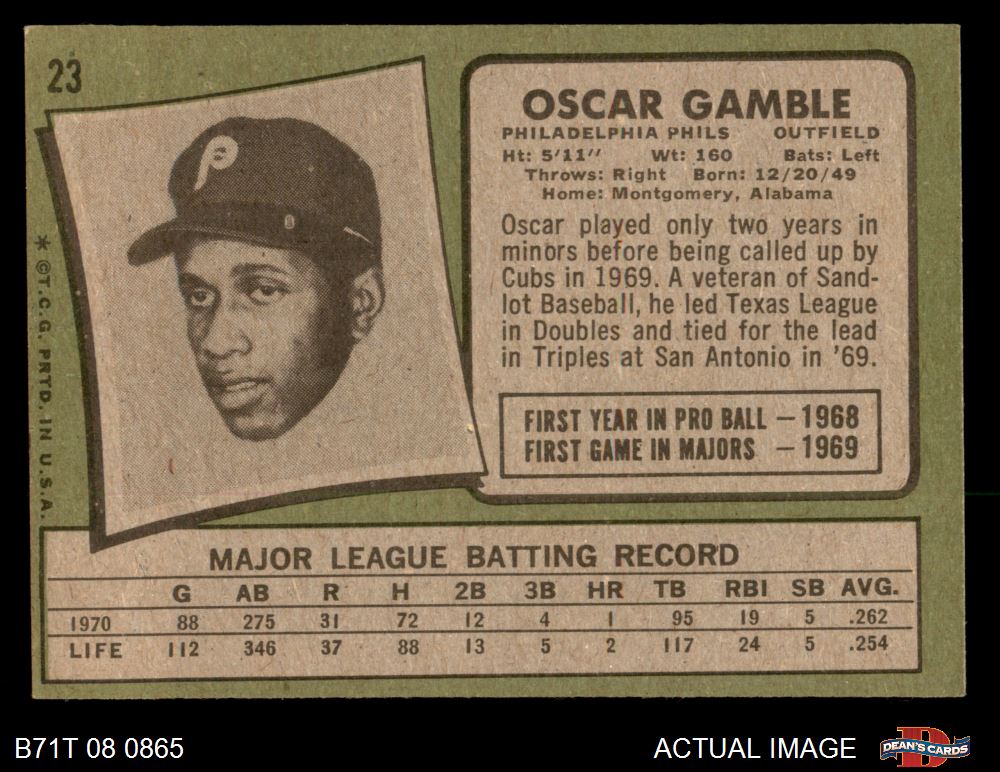 23
OSCAR GAMBLE
PHILADELPHIA PHILS OUTFIELD
Ht: 5'11" Wt: 160 Bats: Left
Throws: Right Born: 12/20/49
Home: Montgomery, Alabama
Oscar played only two years in
minors before being called up by
Cubs in 1969. A veteran of Sand-
lot Baseball, he led Texas League
in Doubles and tied for the lead
in Triples at San Antonio in '69.
FIRST YEAR IN PRO BALL – 1968
FIRST GAME IN MAJORS – 1969
P
* © T.C.G. PRTD. IN U.S.A.
MAJOR LEAGUE BATTING RECORD
G AB R H 2B 3B HR TB RBI SB AVG.
1970 88 275 31 72 12 4 1 95 19 5 .262
LIFE 112 346 37 88 13 5 2 117 24 5 .254
B71T 08 0865
ACTUAL IMAGE
D
DEAN'S CARDS